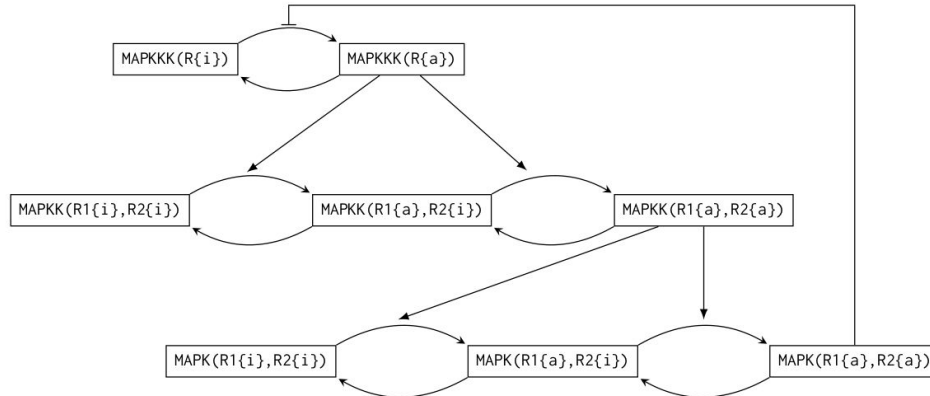 MAPKKK(R{i})
MAPKKK(R{a})
MAPKK(R1{i},R2{i})
MAPKK(R1{a},R2{i})
MAPKK(R1{a},R2{a})
MAPK(R1{i},R2{i})
MAPK(R1{a},R2{i})
MAPK(R1{a},R2{a})